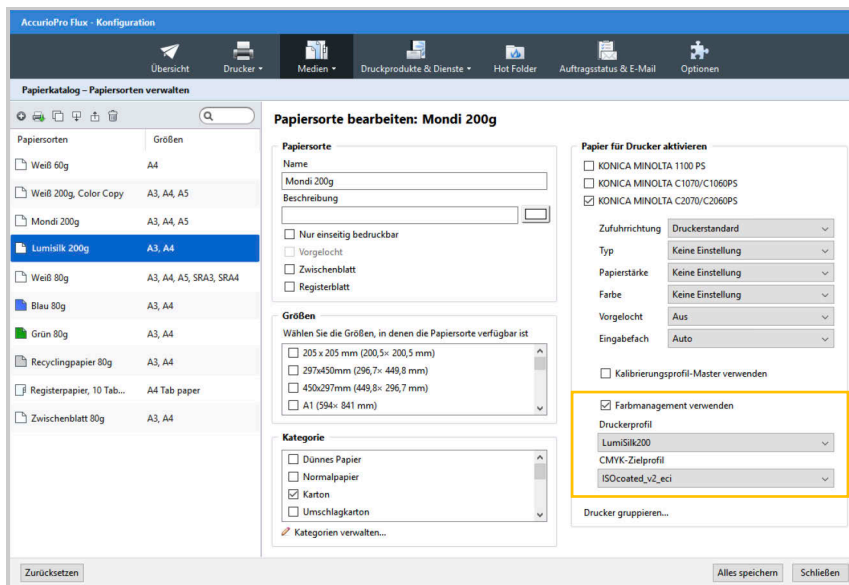 AccurioPro Flux - Konfiguration
Übersicht Drucker Medien Druckprodukte & Dienste Hot Folder Auftragsstatus & E-Mail Optionen
Papierkatalog – Papiersorten verwalten
Papiersorten Größen
Weiß 60g A4
Weiß 200g, Color Copy A3, A4, A5
Mondi 200g A3, A4, A5
Lumisilk 200g A3, A4
Weiß 80g A3, A4, A5, SRA3, SRA4
Blau 80g A3, A4
Grün 80g A3, A4
Recyclingpapier 80g A3, A4
Registerpapier, 10 Tab... A4 Tab paper
Zwischenblatt 80g A3, A4
Papiersorte bearbeiten: Mondi 200g
Papiersorte
Name
Mondi 200g
Beschreibung
Nur einseitig bedruckbar
Vorgelocht
Zwischenblatt
Registerblatt
Größen
Wählen Sie die Größen, in denen die Papiersorte verfügbar ist
205 x 205 mm (200,5× 200,5 mm)
297x450mm (296,7× 449,8 mm)
450x297mm (449,8× 296,7 mm)
A1 (594× 841 mm)
Kategorie
Dünnes Papier
Normalpapier
Karton
Umschlagkarton
Kategorien verwalten...
Papier für Drucker aktivieren
KONICA MINOLTA 1100 PS
KONICA MINOLTA C1070/C1060PS
KONICA MINOLTA C2070/C2060PS
Zufuhrrichtung Druckerstandard
Typ Keine Einstellung
Papierstärke Keine Einstellung
Farbe Keine Einstellung
Vorgelocht Aus
Eingabefach Auto
Kalibrierungsprofil-Master verwenden
Farbmanagement verwenden
Druckerprofil
LumiSilk200
CMYK-Zielprofil
ISOcoated_v2_eci
Drucker gruppieren...
Zurücksetzen Alles speichern Schließen